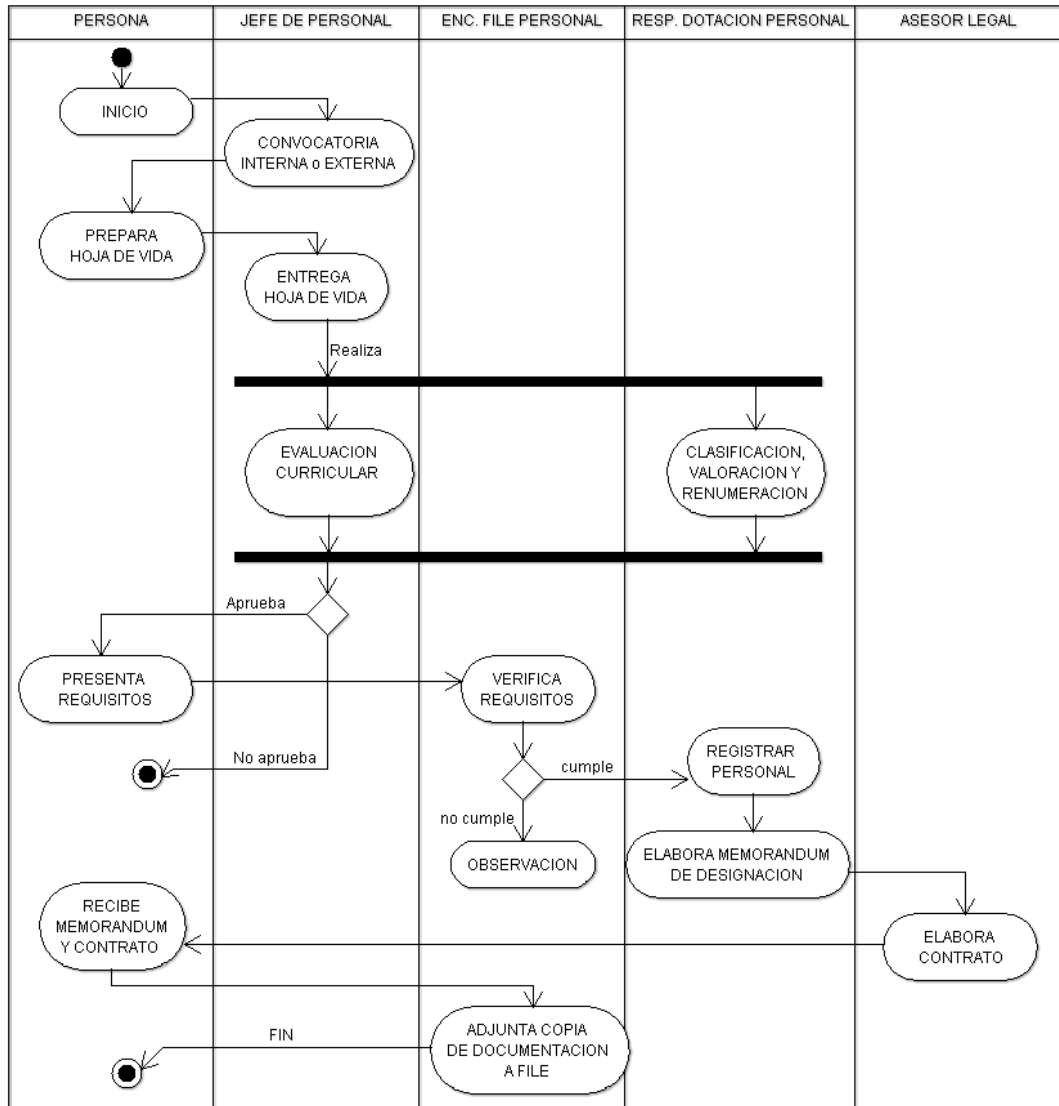 PERSONA
JEFE DE PERSONAL
ENC. FILE PERSONAL
RESP. DOTACION PERSONAL
ASESOR LEGAL
INICIO
CONVOCATORIA
INTERNA o EXTERNA
PREPARA
HOJA DE VIDA
ENTREGA
HOJA DE VIDA
Realiza
EVALUACION
CURRICULAR
CLASIFICACION,
VALORACION Y
RENUMERACION
Aprueba
PRESENTA
REQUISITOS
VERIFICA
REQUISITOS
No aprueba
cumple
REGISTRAR
PERSONAL
no cumple
OBSERVACION
ELABORA MEMORANDUM
DE DESIGNACION
RECIBE
MEMORANDUM
Y CONTRATO
ELABORA
CONTRATO
FIN
ADJUNTA COPIA
DE DOCUMENTACION
A FILE